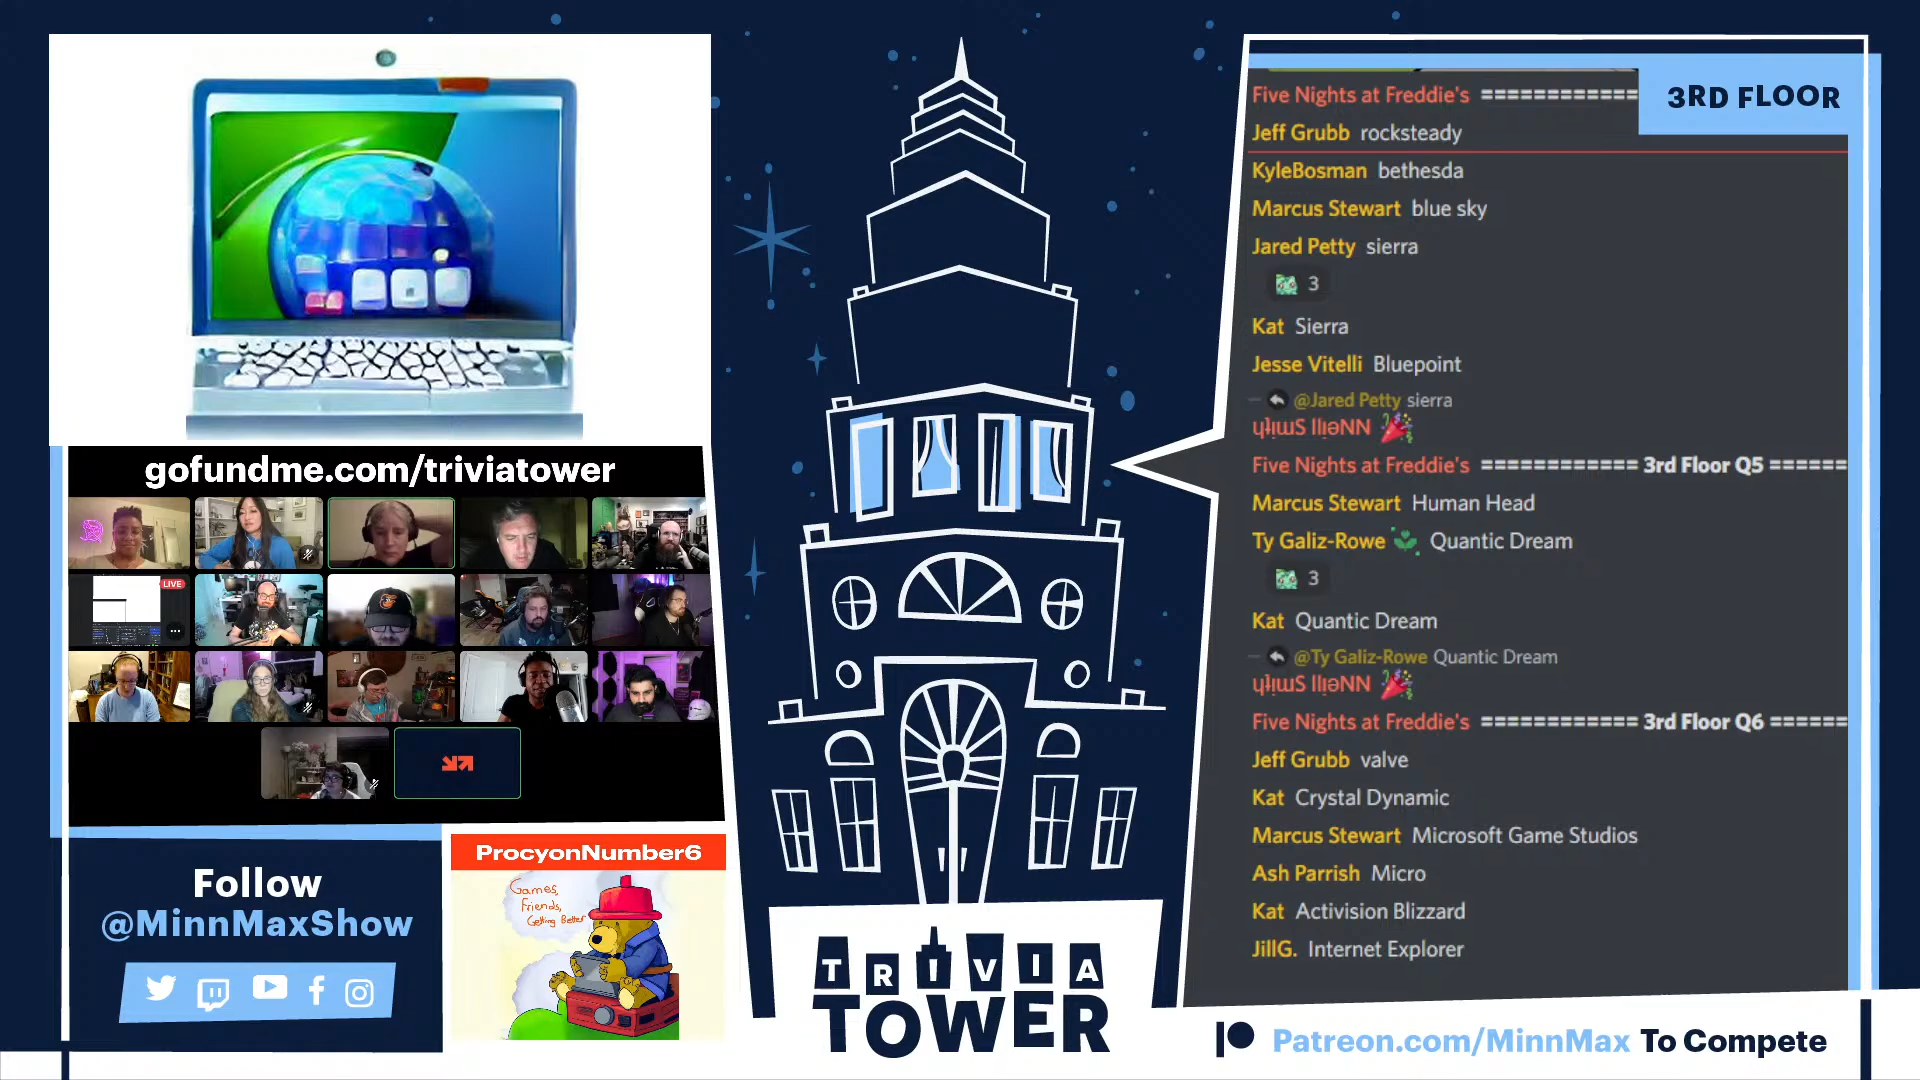 gofundme.com/triviatower
LIVE
Follow
@MinnMaxShow
ProcyonNumber6
Games,
Friends,
Getting Better
TRIVIA
TOWER
3RD FLOOR
Five Nights at Freddie's ============
Jeff Grubb rocksteady
KyleBosman bethesda
Marcus Stewart blue sky
Jared Petty sierra
3
Kat Sierra
Jesse Vitelli Bluepoint
@Jared Petty sierra
Five Nights at Freddie's ============ 3rd Floor Q5 ======
Marcus Stewart Human Head
Ty Galiz-Rowe Quantic Dream
3
Kat Quantic Dream
@Ty Galiz-Rowe Quantic Dream
Five Nights at Freddie's ============ 3rd Floor Q6 ======
Jeff Grubb valve
Kat Crystal Dynamic
Marcus Stewart Microsoft Game Studios
Ash Parrish Micro
Kat Activision Blizzard
JillG. Internet Explorer
Patreon.com/MinnMax To Compete